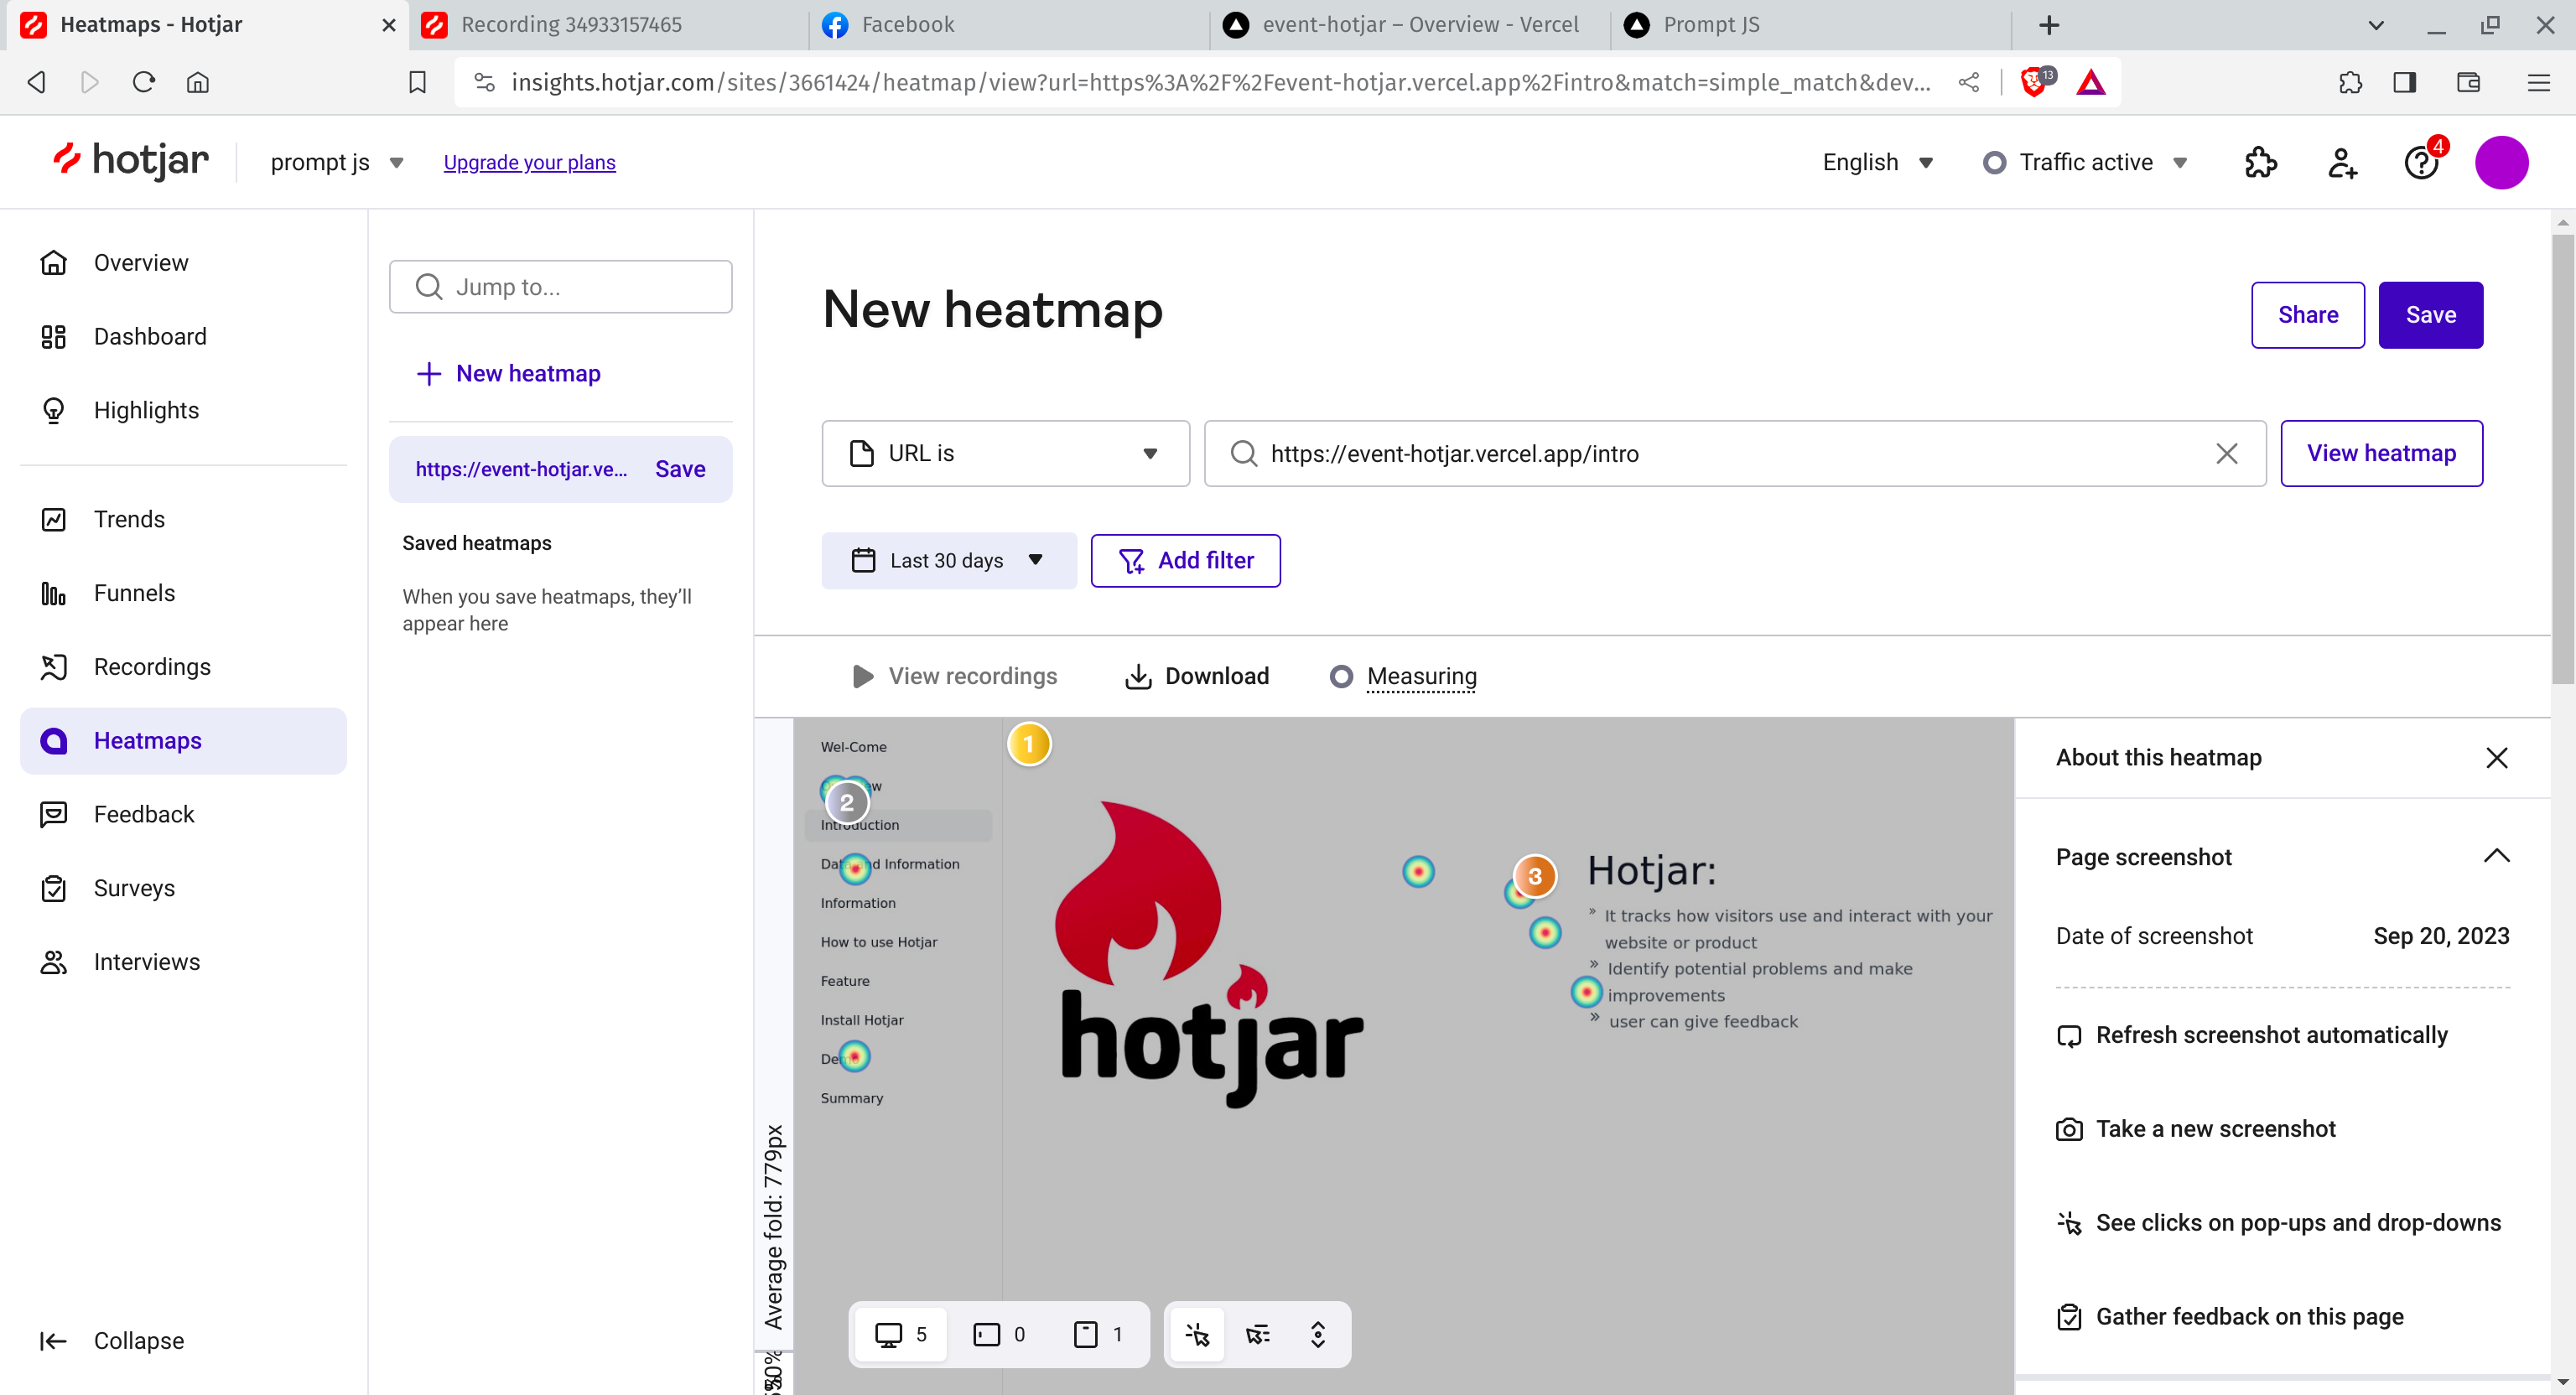 Heatmaps - Hotjar
Recording 34933157465
Facebook
event-hotjar – Overview - Vercel
Prompt JS
insights.hotjar.com/sites/3661424/heatmap/view?url=https%3A%2F%2Fevent-hotjar.vercel.app%2Fintro&match=simple_match&dev...
13
hotjar
prompt js
Upgrade your plans
English
Traffic active
4
Overview
Dashboard
Highlights
Trends
Funnels
Recordings
Heatmaps
Feedback
Surveys
Interviews
Collapse
Jump to...
New heatmap
https://event-hotjar.ve...
Save
Saved heatmaps
When you save heatmaps, they’ll
appear here
New heatmap
Share
Save
URL is
https://event-hotjar.vercel.app/intro
View heatmap
Last 30 days
Add filter
View recordings
Download
Measuring
Average fold: 779px
Wel-Come
Introduction
Data and Information
Information
How to use Hotjar
Feature
Install Hotjar
Demo
Summary
1
2
3
hotjar
Hotjar:
» It tracks how visitors use and interact with your
website or product
» Identify potential problems and make
improvements
» user can give feedback
5
0
1
About this heatmap
Page screenshot
Date of screenshot
Sep 20, 2023
Refresh screenshot automatically
Take a new screenshot
See clicks on pop-ups and drop-downs
Gather feedback on this page